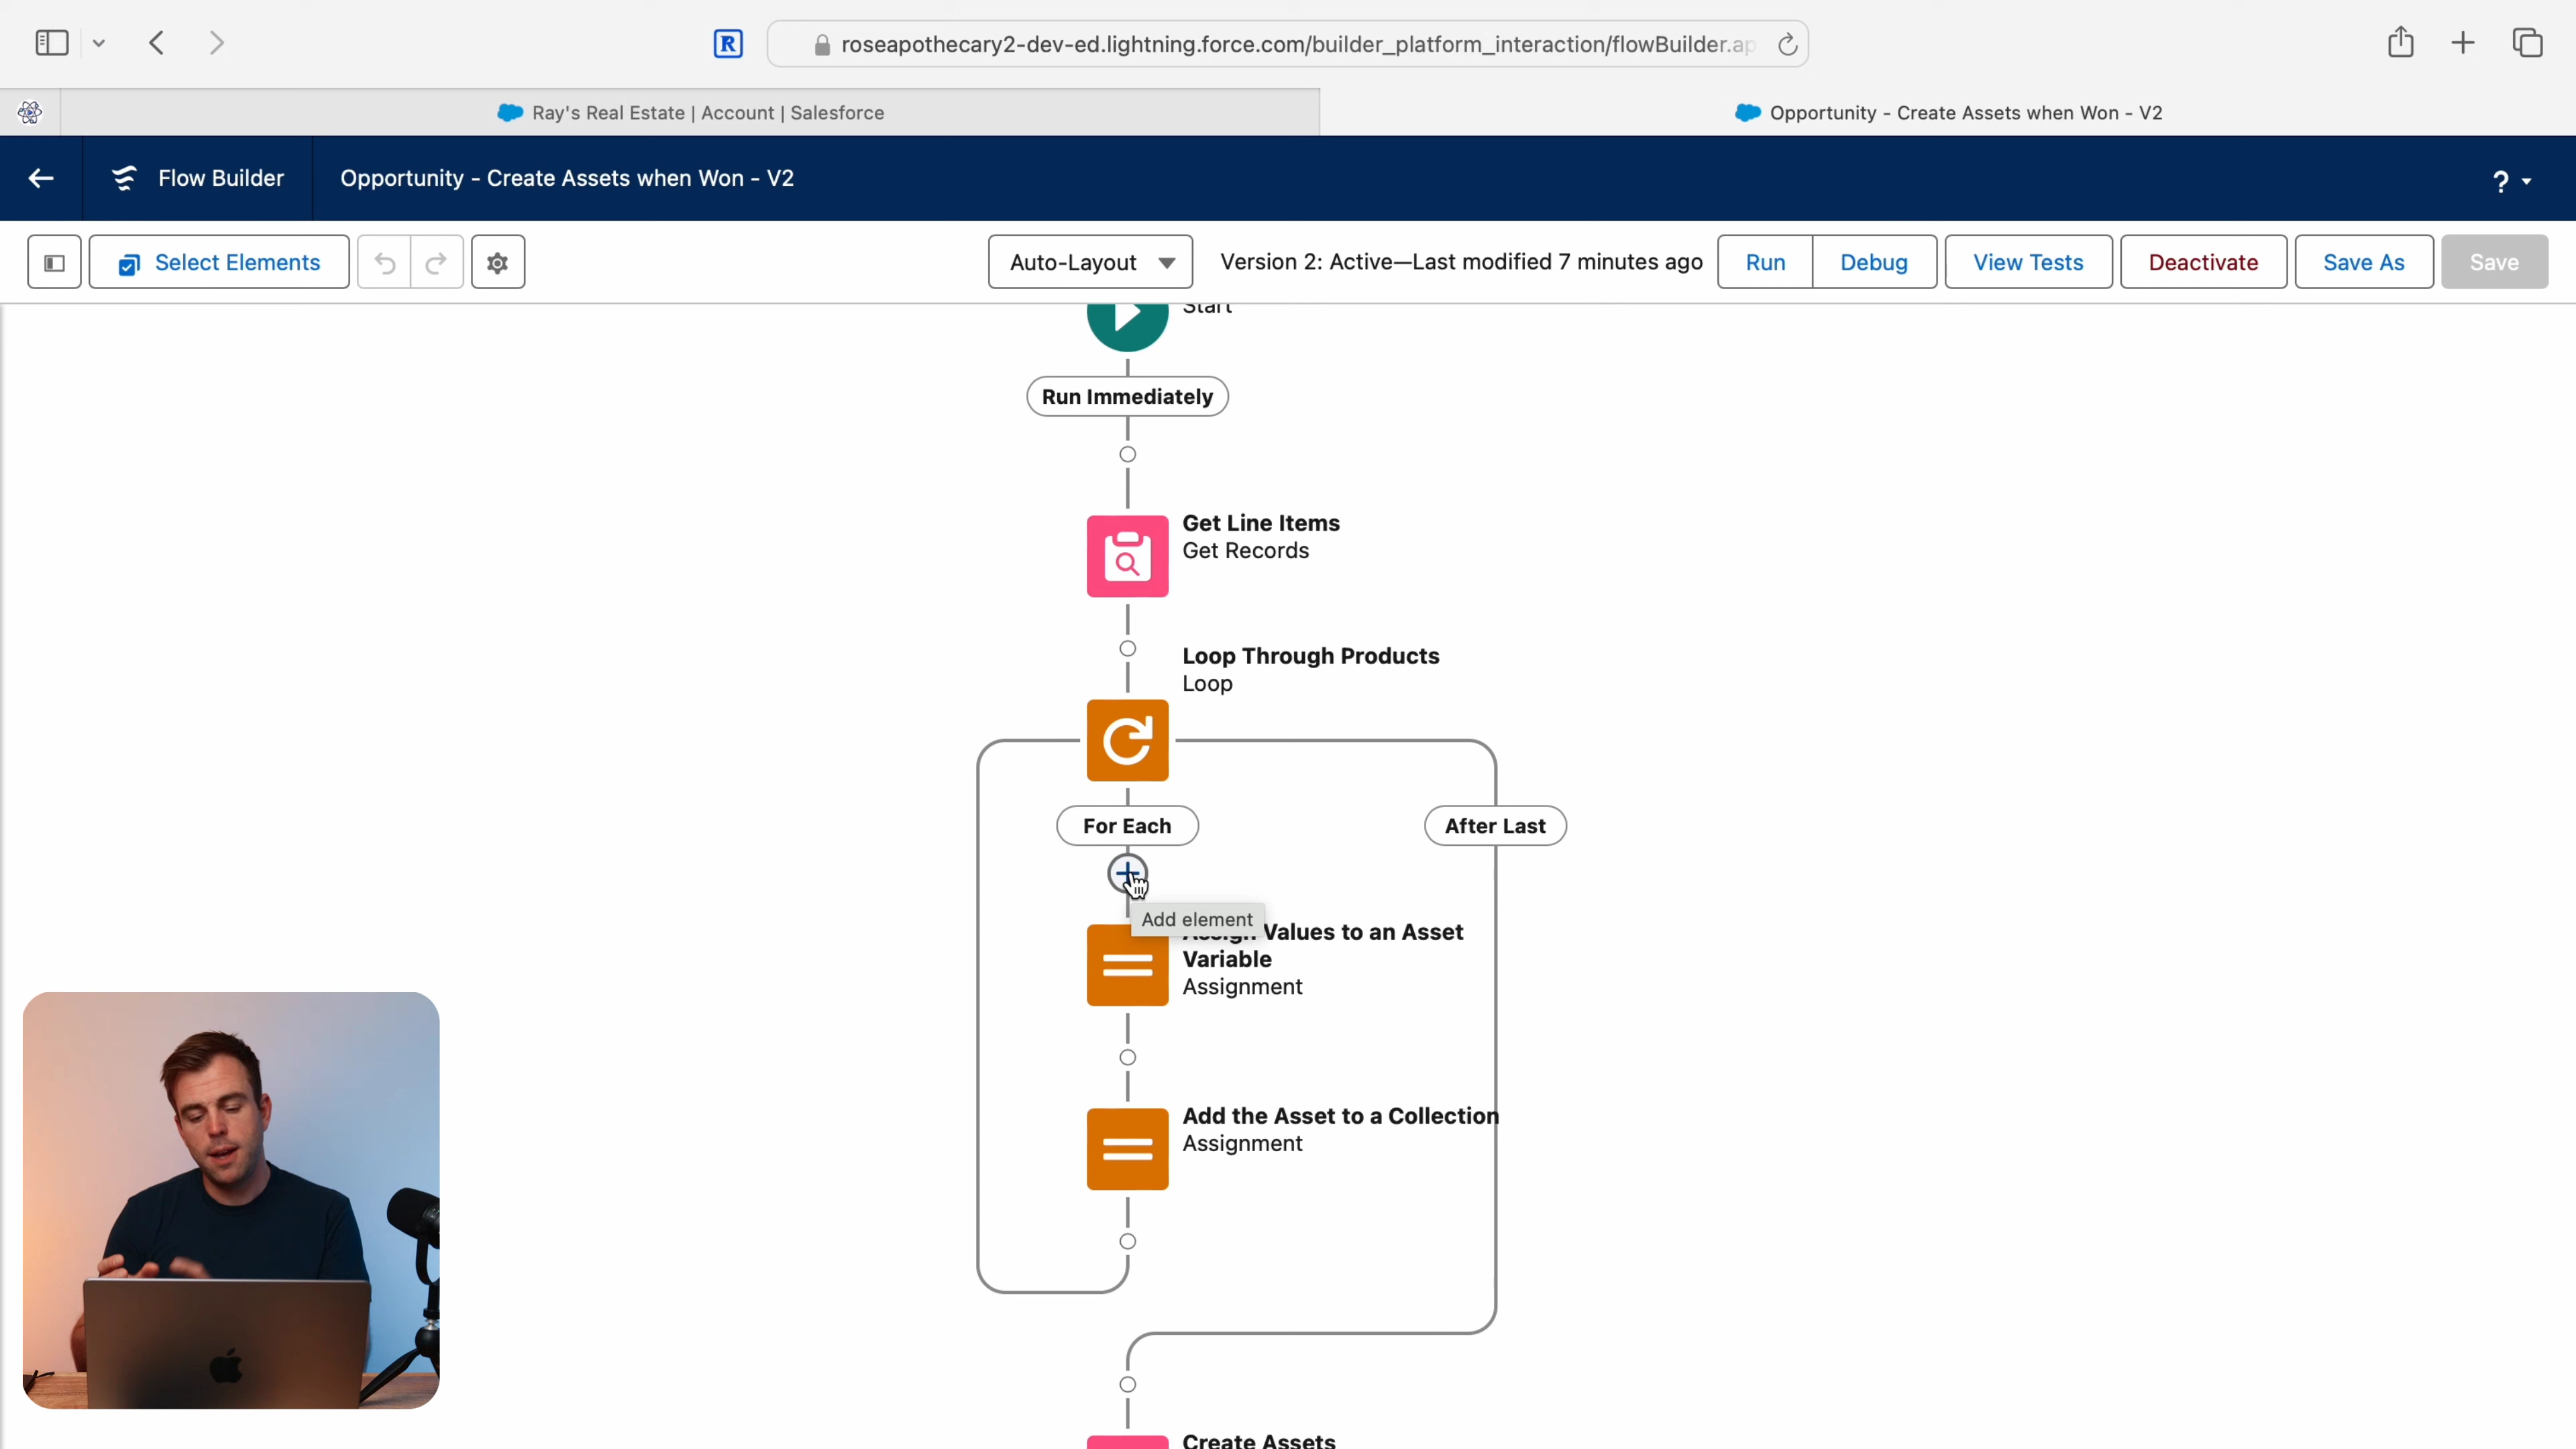 R
roseapothecary2-dev-ed.lightning.force.com/builder_platform_interaction/flowBuilder.ap
Ray's Real Estate | Account | Salesforce
Opportunity - Create Assets when Won - V2
Flow Builder
Opportunity - Create Assets when Won - V2
?
Select Elements
Auto-Layout
Version 2: Active—Last modified 7 minutes ago
Run
Debug
View Tests
Deactivate
Save As
Save
Start
Run Immediately
Get Line Items
Get Records
Loop Through Products
Loop
For Each
After Last
Add element
Assign Values to an Asset
Variable
Assignment
Add the Asset to a Collection
Assignment
Create Assets